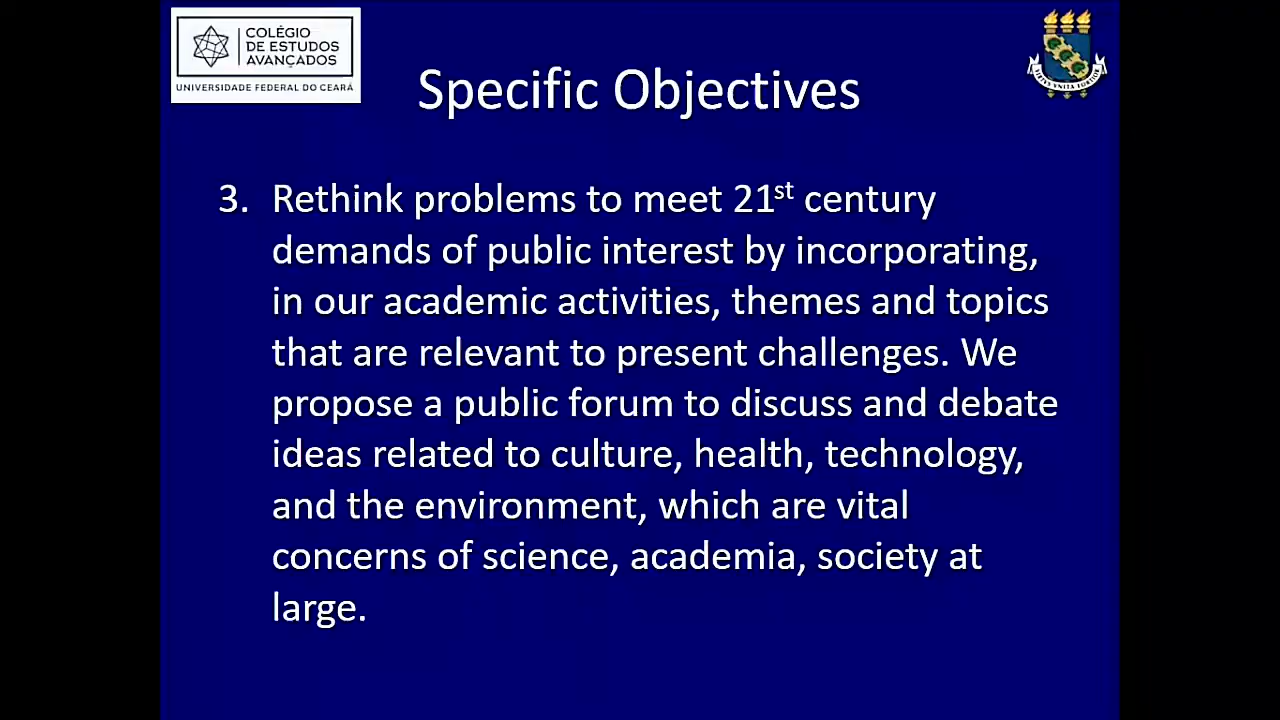 COLÉGIO
DE ESTUDOS
AVANÇADOS
UNIVERSIDADE FEDERAL DO CEARÁ
Specific Objectives
3. Rethink problems to meet 21st century
demands of public interest by incorporating,
in our academic activities, themes and topics
that are relevant to present challenges. We
propose a public forum to discuss and debate
ideas related to culture, health, technology,
and the environment, which are vital
concerns of science, academia, society at
large.